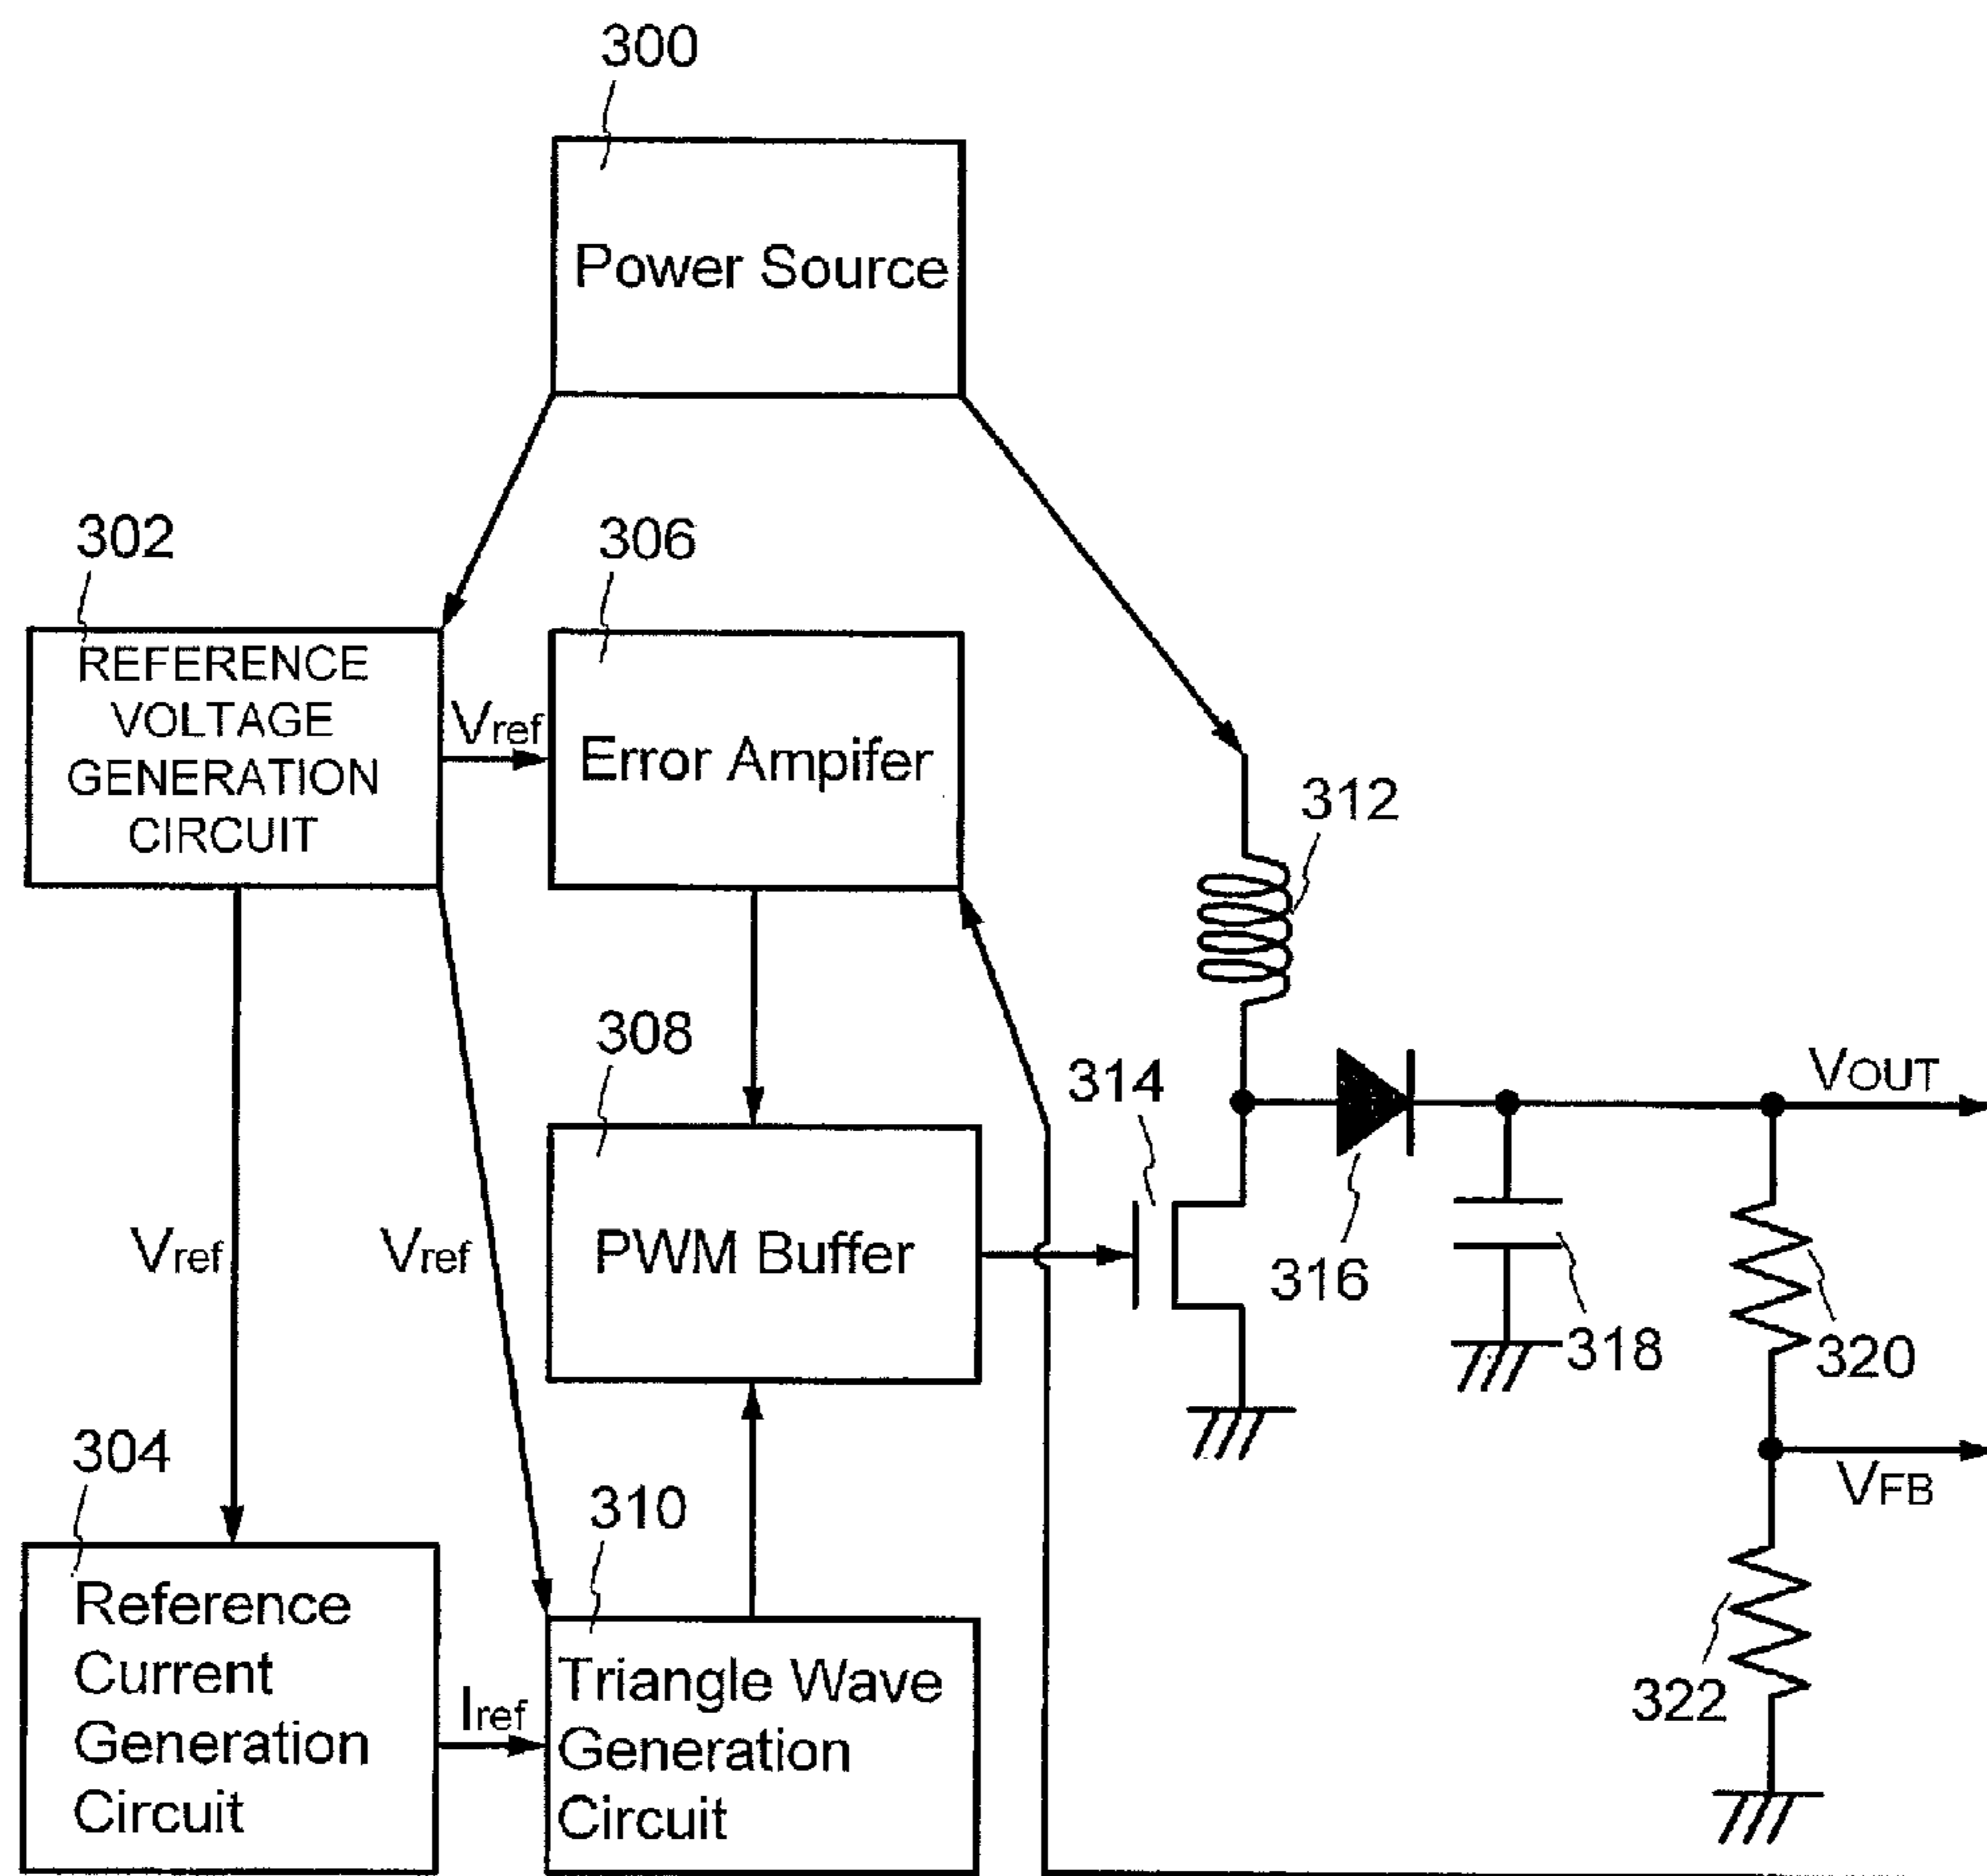 300
Power Source
302
306
REFERENCE
VOLTAGE
GENERATION
CIRCUIT
Vref
Error Ampifer
312
308
314
VOUT
PWM Buffer
Vref
Vref
316
318
320
304
310
VFB
Reference
Current
Generation
Circuit
Iref
Triangle Wave
Generation
Circuit
322